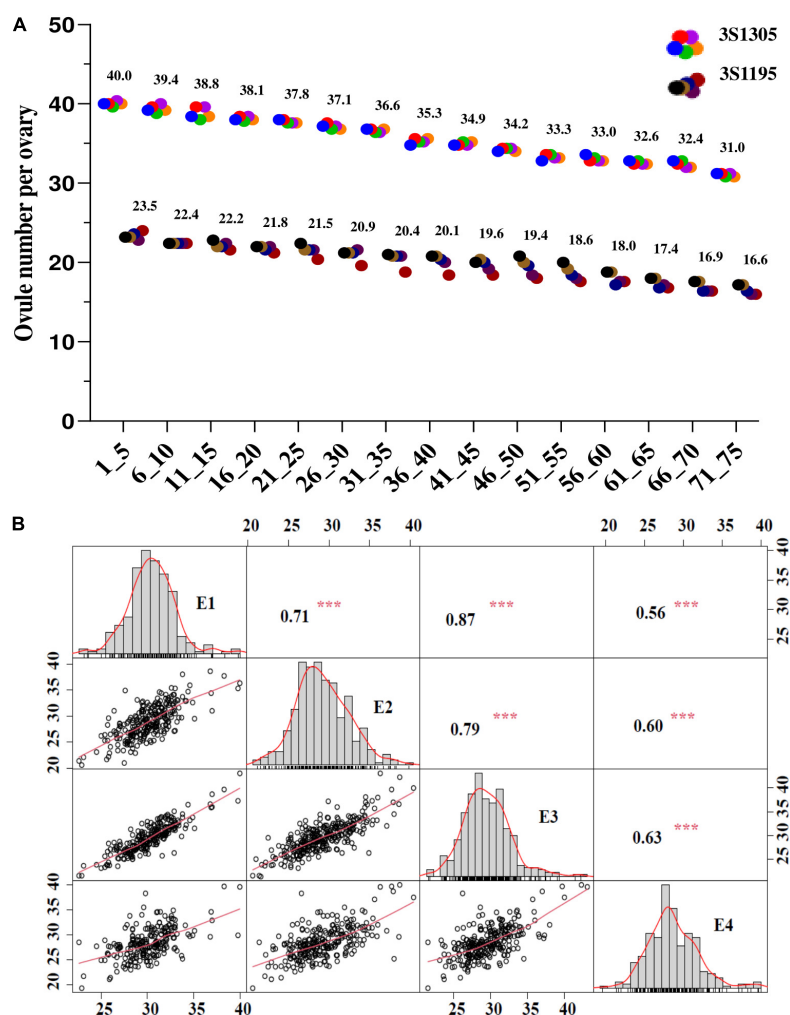 A
50
40
30
20
10
0
Ovule number per ovary
3S1305
3S1195
40.0 39.4 38.8 38.1 37.8 37.1 36.6 35.3 34.9 34.2 33.3 33.0 32.6 32.4 31.0
23.5 22.4 22.2 21.8 21.5 20.9 20.4 20.1 19.6 19.4 18.6 18.0 17.4 16.9 16.6
1_5 6_10 11_15 16_20 21_25 26_30 31_35 36_40 41_45 46_50 51_55 56_60 61_65 66_70 71_75
B
20 25 30 35 40 20 25 30 35 40
E1 0.71 *** 0.87 *** 0.56 ***
40 35 30 25
40 35 30 25 20
E2 0.79 *** 0.60 ***
E3 0.63 ***
40 35 30 25
40 35 30 25 20
E4
25 30 35 40 25 30 35 40